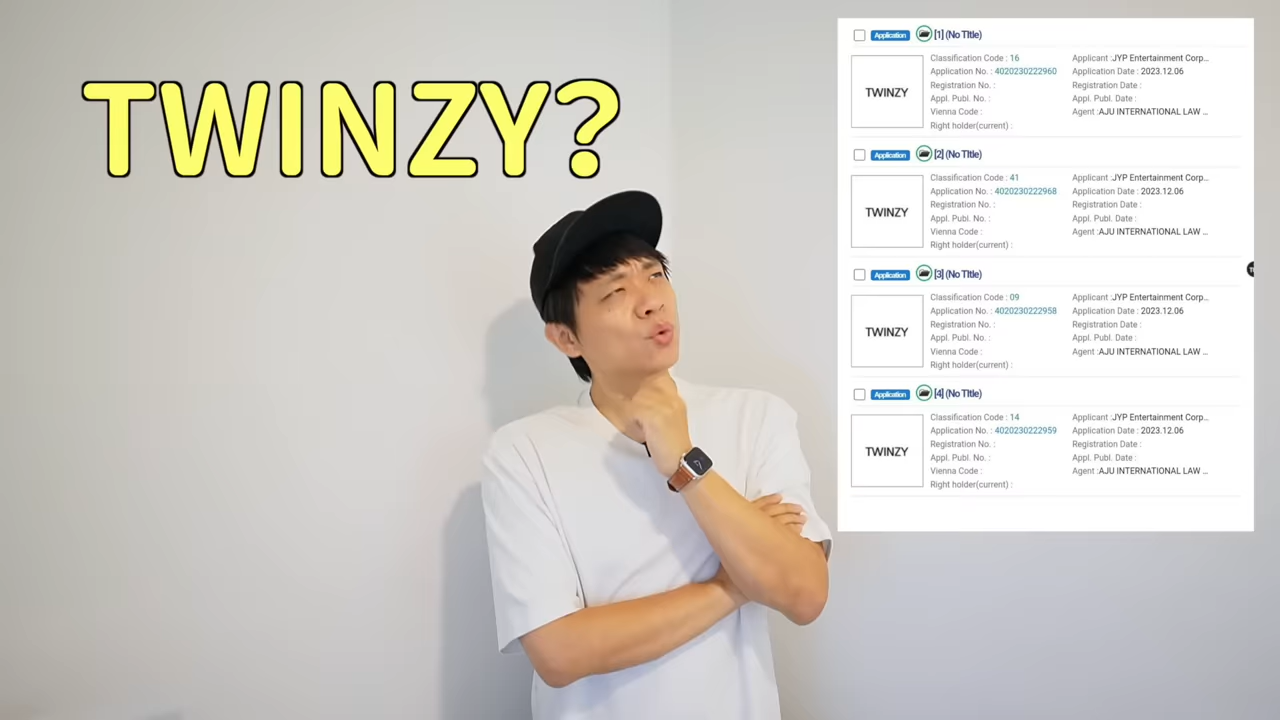 TWINZY?
Application [1] (No Title)
TWINZY
Classification Code : 16
Applicant :JYP Entertainment Corp...
Application No. : 4020230222960
Application Date : 2023.12.06
Registration No. :
Registration Date :
Appl. Publ. No. :
Appl. Publ. Date :
Vienna Code :
Agent :AJU INTERNATIONAL LAW ...
Right holder(current) :
Application [2] (No Title)
TWINZY
Classification Code : 41
Applicant :JYP Entertainment Corp...
Application No. : 4020230222968
Application Date : 2023.12.06
Registration No. :
Registration Date :
Appl. Publ. No. :
Appl. Publ. Date :
Vienna Code :
Agent :AJU INTERNATIONAL LAW ...
Right holder(current) :
Application [3] (No Title)
TWINZY
Classification Code : 09
Applicant :JYP Entertainment Corp...
Application No. : 4020230222958
Application Date : 2023.12.06
Registration No. :
Registration Date :
Appl. Publ. No. :
Appl. Publ. Date :
Vienna Code :
Agent :AJU INTERNATIONAL LAW ...
Right holder(current) :
Application [4] (No Title)
TWINZY
Classification Code : 14
Applicant :JYP Entertainment Corp...
Application No. : 4020230222959
Application Date : 2023.12.06
Registration No. :
Registration Date :
Appl. Publ. No. :
Appl. Publ. Date :
Vienna Code :
Agent :AJU INTERNATIONAL LAW ...
Right holder(current) :